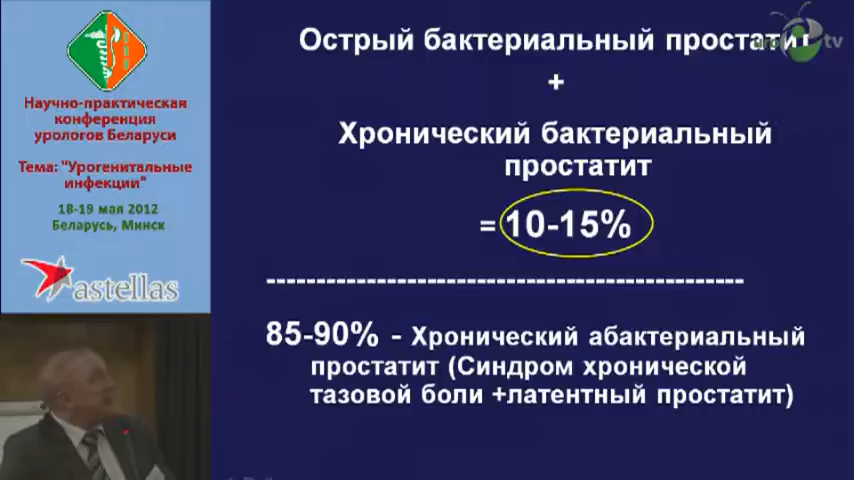 Научно-практическая
конференция
урологов Беларуси
Тема: "Урогенитальные
инфекции"
18-19 мая 2012
Беларусь, Минск
astellas
Острый бактериальный простатит
+
Хронический бактериальный
простатит
= 10-15%
85-90% - Хронический абактериальный
простатит (Синдром хронической
тазовой боли +латентный простатит)
uro tv